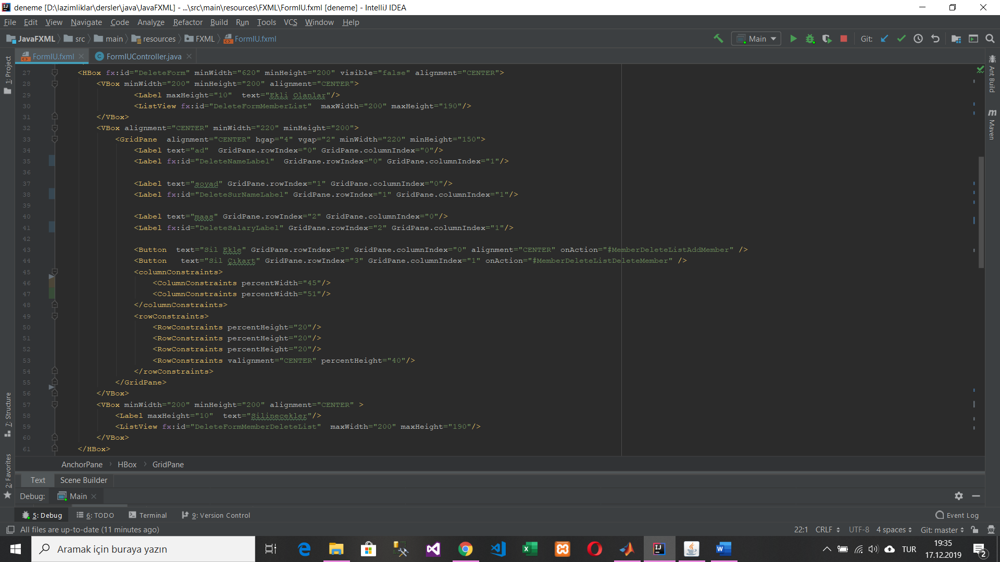 deneme [D:\lazimliklar\dersler\java\JavaFXML] - ...\src\main\resources\FXML\FormIU.fxml [deneme] - IntelliJ IDEA
File Edit View Navigate Code Analyze Refactor Build Run Tools VCS Window Help
JavaFXML src main resources FXML FormIU.fxml Main Git:
FormIU.fxml FormIUController.java
27 <HBox fx:id="DeleteForm" minWidth="620" minHeight="200" visible="false" alignment="CENTER">
28 <VBox minWidth="200" minHeight="200" alignment="CENTER">
29 <Label maxHeight="10"  text="Ekli Olanlar"/>
30 <ListView fx:id="DeleteFormMemberList"  maxWidth="200" maxHeight="190"/>
31 </VBox>
32 <VBox alignment="CENTER" minWidth="220" minHeight="200">
33 <GridPane  alignment="CENTER" hgap="4" vgap="2" minWidth="220" minHeight="150">
34 <Label text="ad"  GridPane.rowIndex="0" GridPane.columnIndex="0"/>
35 <Label fx:id="DeleteNameLabel"  GridPane.rowIndex="0" GridPane.columnIndex="1"/>
36
37 <Label text="soyad" GridPane.rowIndex="1" GridPane.columnIndex="0"/>
38 <Label fx:id="DeleteSurNameLabel" GridPane.rowIndex="1" GridPane.columnIndex="1"/>
39
40 <Label text="maas" GridPane.rowIndex="2" GridPane.columnIndex="0"/>
41 <Label fx:id="DeleteSalaryLabel" GridPane.rowIndex="2" GridPane.columnIndex="1"/>
42
43 <Button  text="Sil Ekle" GridPane.rowIndex="3" GridPane.columnIndex="0" alignment="CENTER" onAction="#MemberDeleteListAddMember" />
44 <Button   text="Sil Çıkart" GridPane.rowIndex="3" GridPane.columnIndex="1" onAction="#MemberDeleteListDeleteMember" />
45 <columnConstraints>
46 <ColumnConstraints percentWidth="45"/>
47 <ColumnConstraints percentWidth="51"/>
48 </columnConstraints>
49 <rowConstraints>
50 <RowConstraints percentHeight="20"/>
51 <RowConstraints percentHeight="20"/>
52 <RowConstraints percentHeight="20"/>
53 <RowConstraints valignment="CENTER" percentHeight="40"/>
54 </rowConstraints>
55 </GridPane>
56 </VBox>
57 <VBox minWidth="200" minHeight="200" alignment="CENTER" >
58 <Label maxHeight="10"  text="Silinecekler"/>
59 <ListView fx:id="DeleteFormMemberDeleteList"  maxWidth="200" maxHeight="190"/>
60 </VBox>
61 </HBox>
1: Project
7: Structure
2: Favorites
Ant Build
m
Maven
AnchorPane HBox GridPane
Text Scene Builder
Debug: Main
5: Debug 6: TODO Terminal 9: Version Control Event Log
All files are up-to-date (11 minutes ago) 22:1 CRLF UTF-8 4 spaces Git: master
Aramak için buraya yazın
TUR
19:35
17.12.2019
2